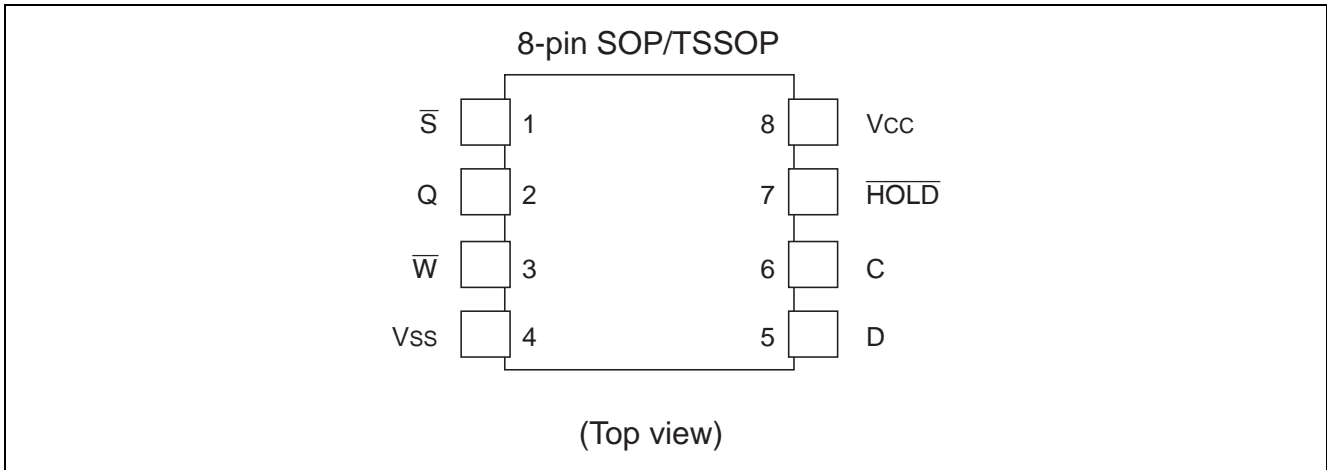 8-pin SOP/TSSOP
S̅ 1 8 VCC
Q 2 7 H̅O̅L̅D̅
W̅ 3 6 C
VSS 4 5 D
(Top view)